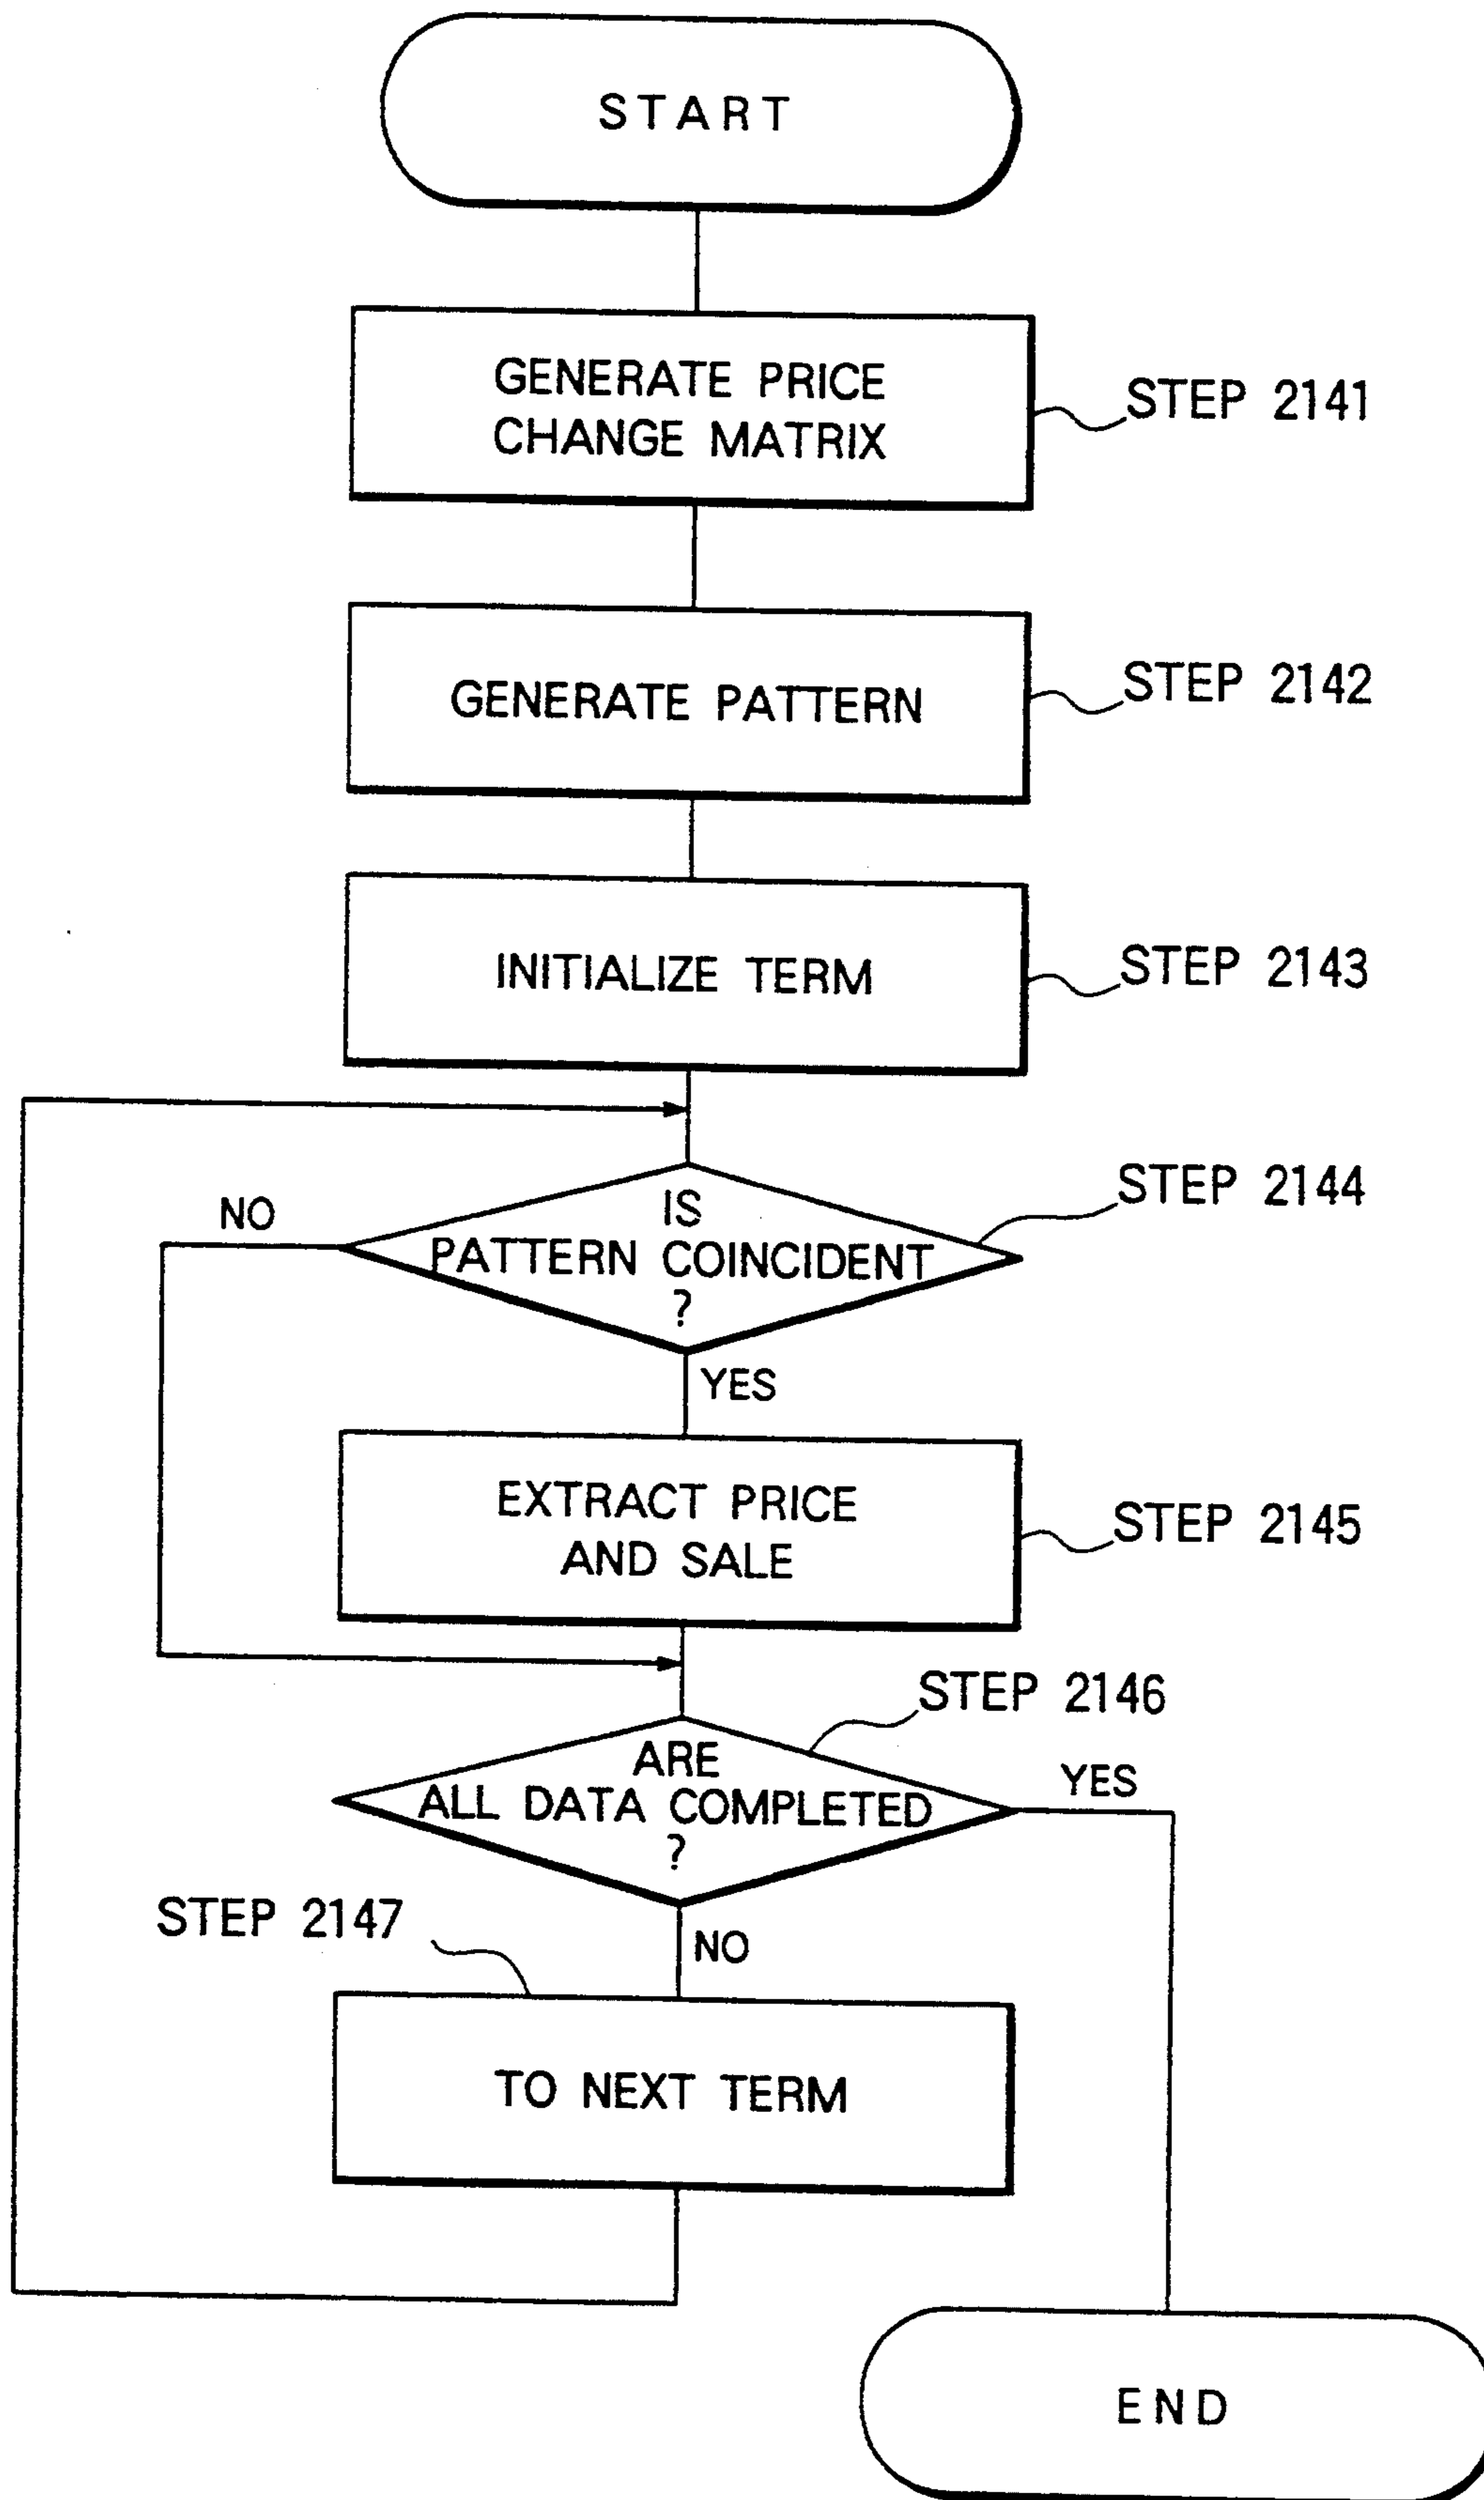 START
GENERATE PRICE
CHANGE MATRIX
STEP 2141
GENERATE PATTERN
STEP 2142
INITIALIZE TERM
STEP 2143
STEP 2144
NO
IS
PATTERN COINCIDENT
?
YES
EXTRACT PRICE
AND SALE
STEP 2145
STEP 2146
ARE
ALL DATA COMPLETED
?
YES
STEP 2147
NO
TO NEXT TERM
END